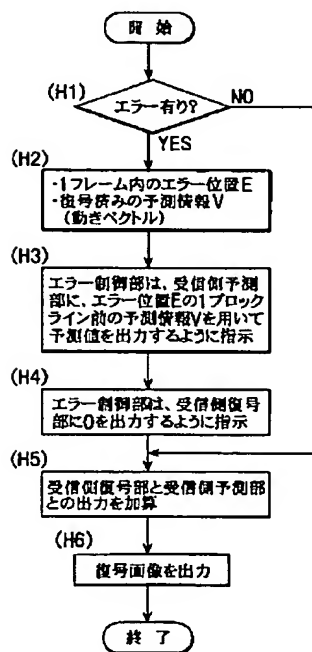 開 始
(H1)
エラー有り?
NO
YES
(H2)
・1フレーム内のエラー位置E
・復号済みの予測情報V
(動きベクトル)
(H3)
エラー制御部は、受信側予測
部に、エラー位置Eの1ブロック
ライン前の予測情報Vを用いて
予測値を出力するように指示
(H4)
エラー制御部は、受信側復号
部に0を出力するように指示
(H5)
受信側復号部と受信側予測部
との出力を加算
(H6)
復号画像を出力
終 了